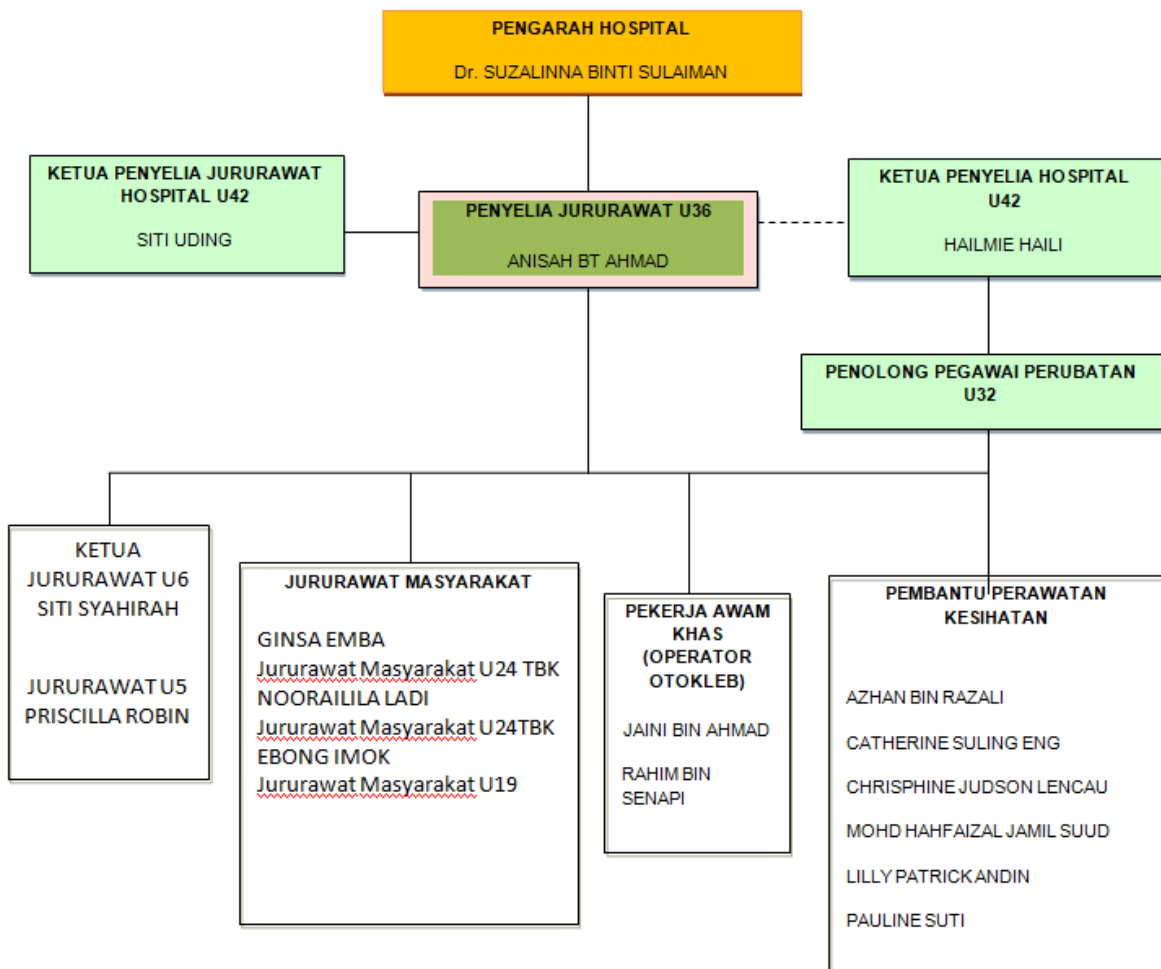 PENGARAH HOSPITAL
Dr. SUZALINNA BINTI SULAIMAN
KETUA PENYELIA JURURAWAT
HOSPITAL U42
SITI UDING
PENYELIA JURURAWAT U36
ANISAH BT AHMAD
KETUA PENYELIA HOSPITAL
U42
HAILMIE HAILI
PENOLONG PEGAWAI PERUBATAN
U32
KETUA
JURURAWAT U6
SITI SYAHIRAH
JURURAWAT U5
PRISCILLA ROBIN
JURURAWAT MASYARAKAT
GINSA EMBA
Jururawat Masyarakat U24 TBK
NOORAILILA LADI
Jururawat Masyarakat U24TBK
EBONG IMOK
Jururawat Masyarakat U19
PEKERJA AWAM
KHAS
(OPERATOR
OTOKLEB)
JAINI BIN AHMAD
RAHIM BIN
SENAPI
PEMBANTU PERAWATAN
KESIHATAN
AZHAN BIN RAZALI
CATHERINE SULING ENG
CHRISPHINE JUDSON LENCAU
MOHD HAHFAIZAL JAMIL SUUD
LILLY PATRICK ANDIN
PAULINE SUTI